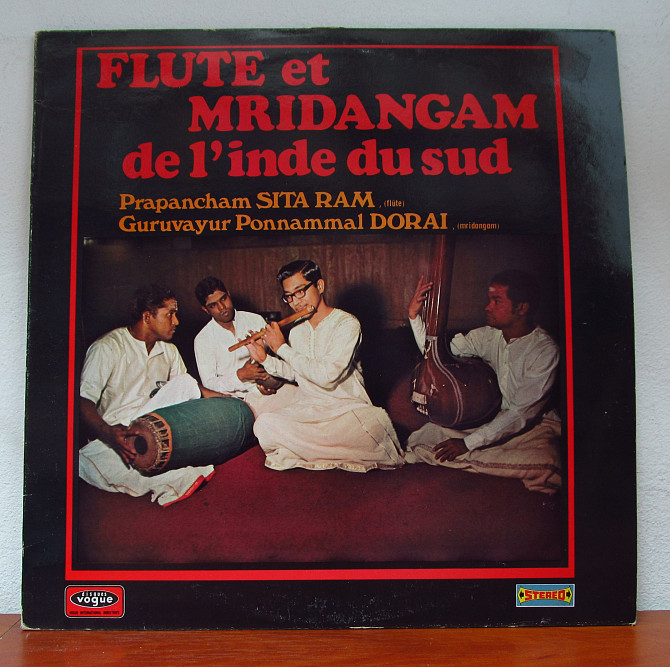 FLUTE et
MRIDANGAM
de l'inde du sud
Prapancham SITA RAM , (flûte)
Guruvayur Ponnammal DORAI , (mridangam)
disques
vogue
STEREO